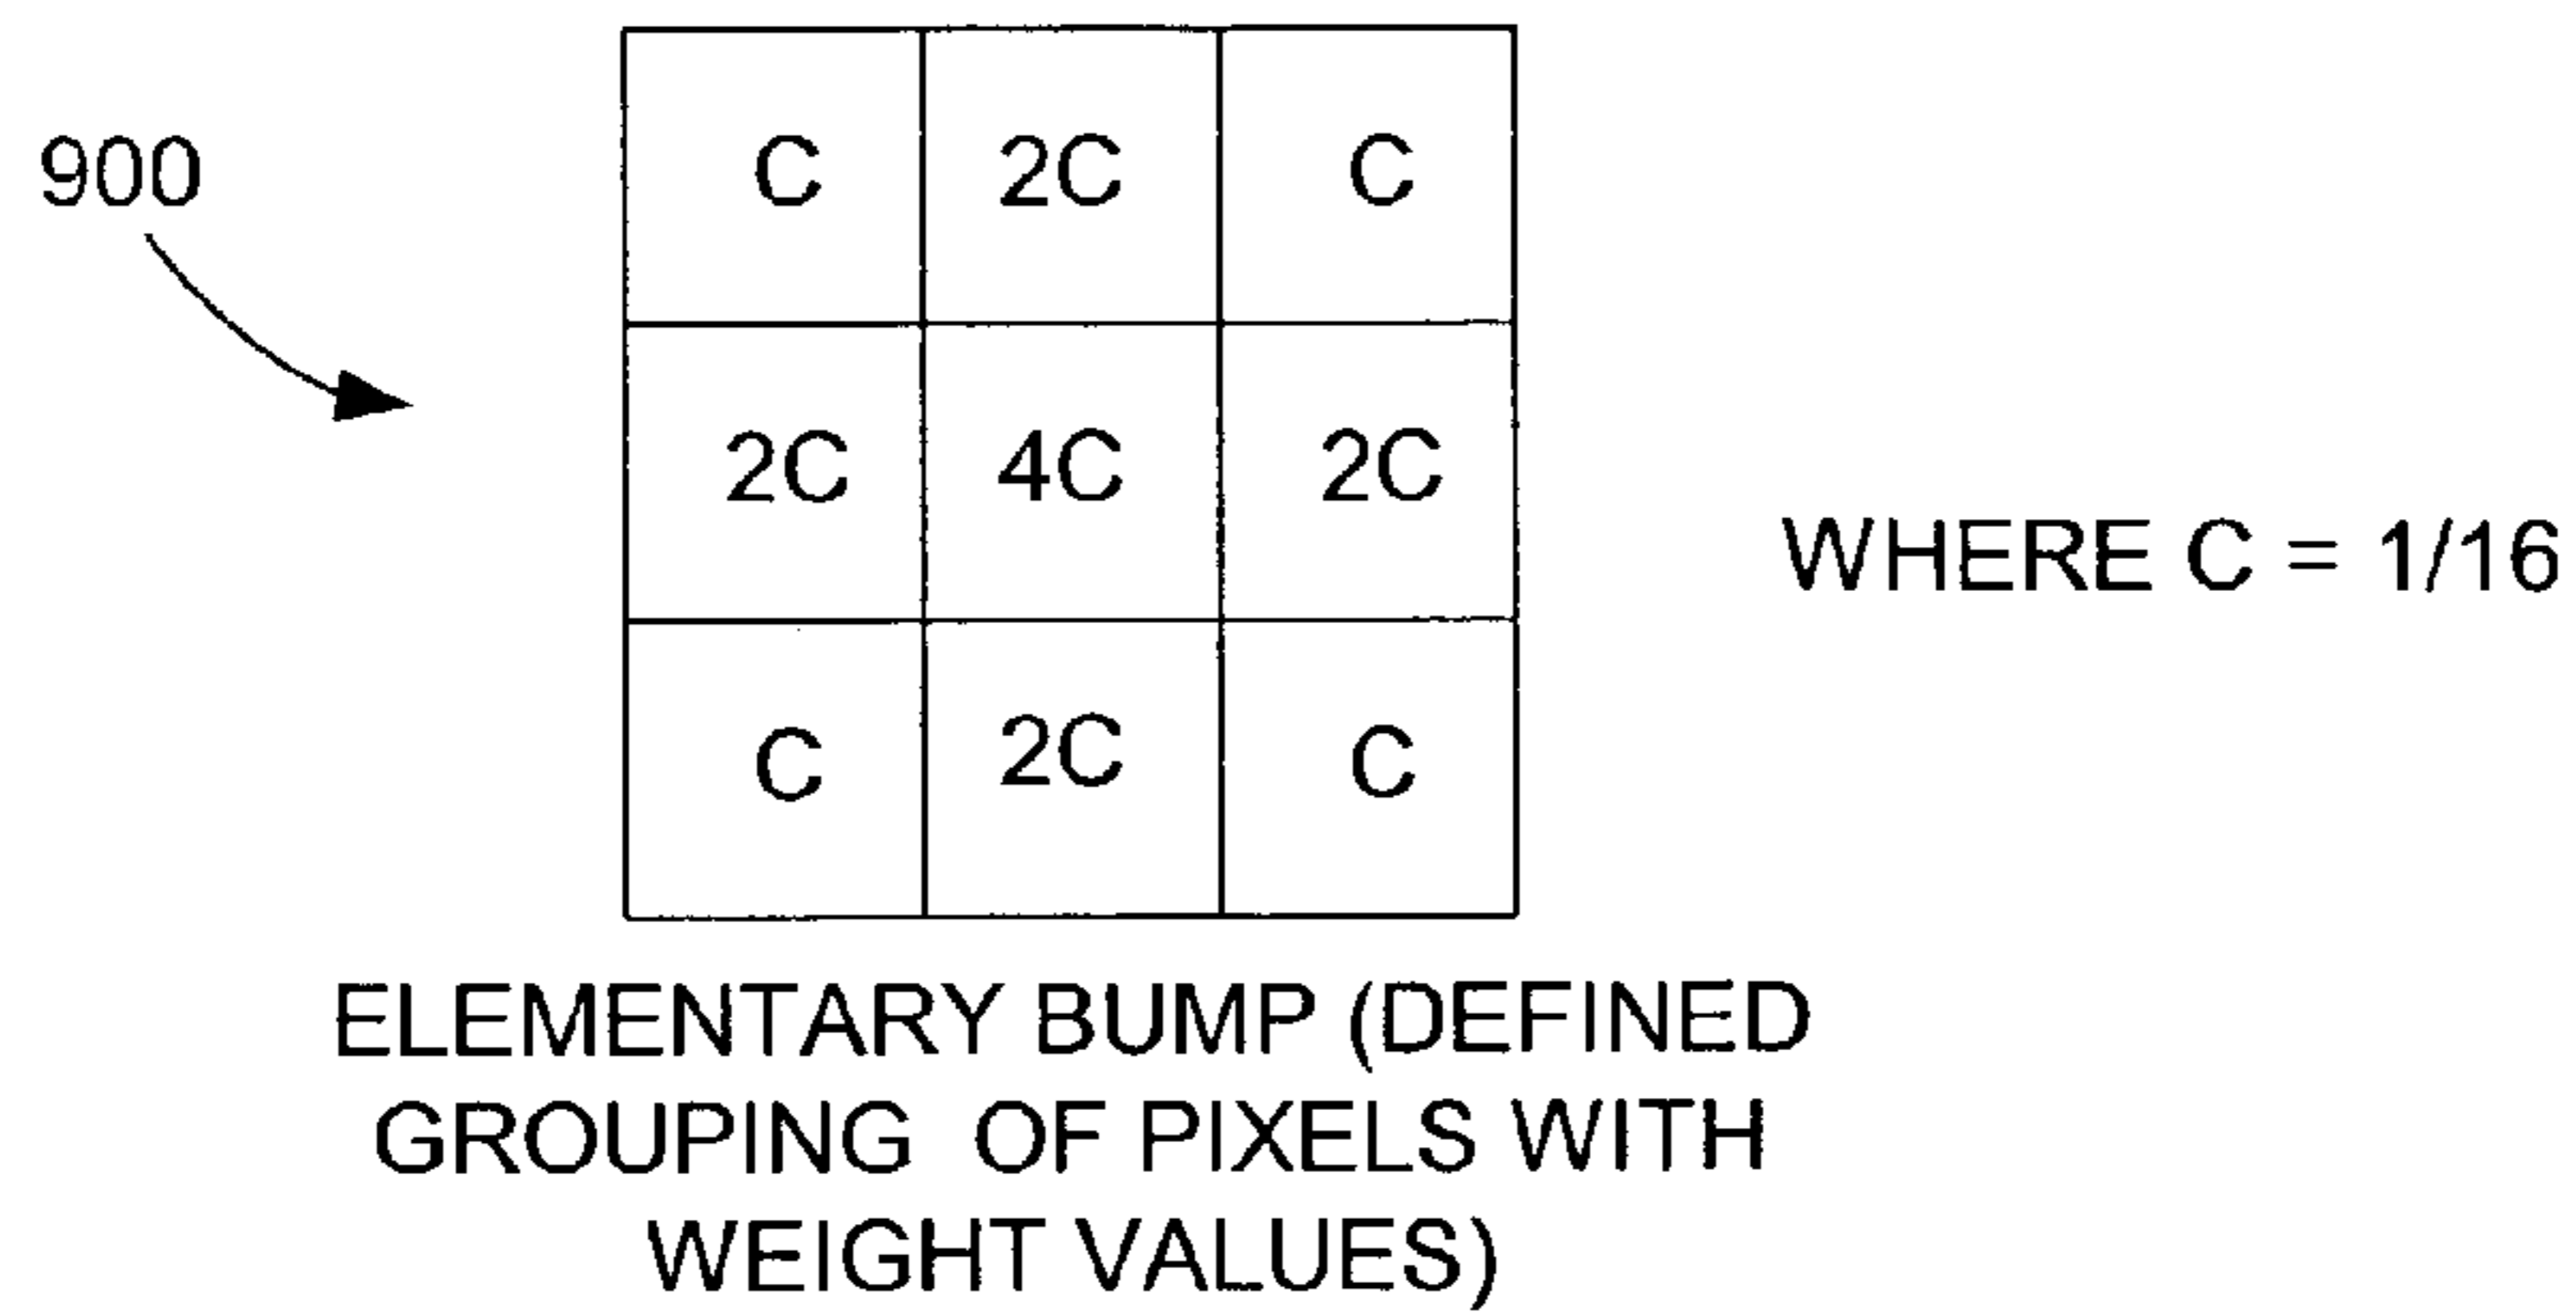 900
C 2C C
2C 4C 2C
WHERE C = 1/16
C 2C C
ELEMENTARY BUMP (DEFINED
GROUPING OF PIXELS WITH
WEIGHT VALUES)